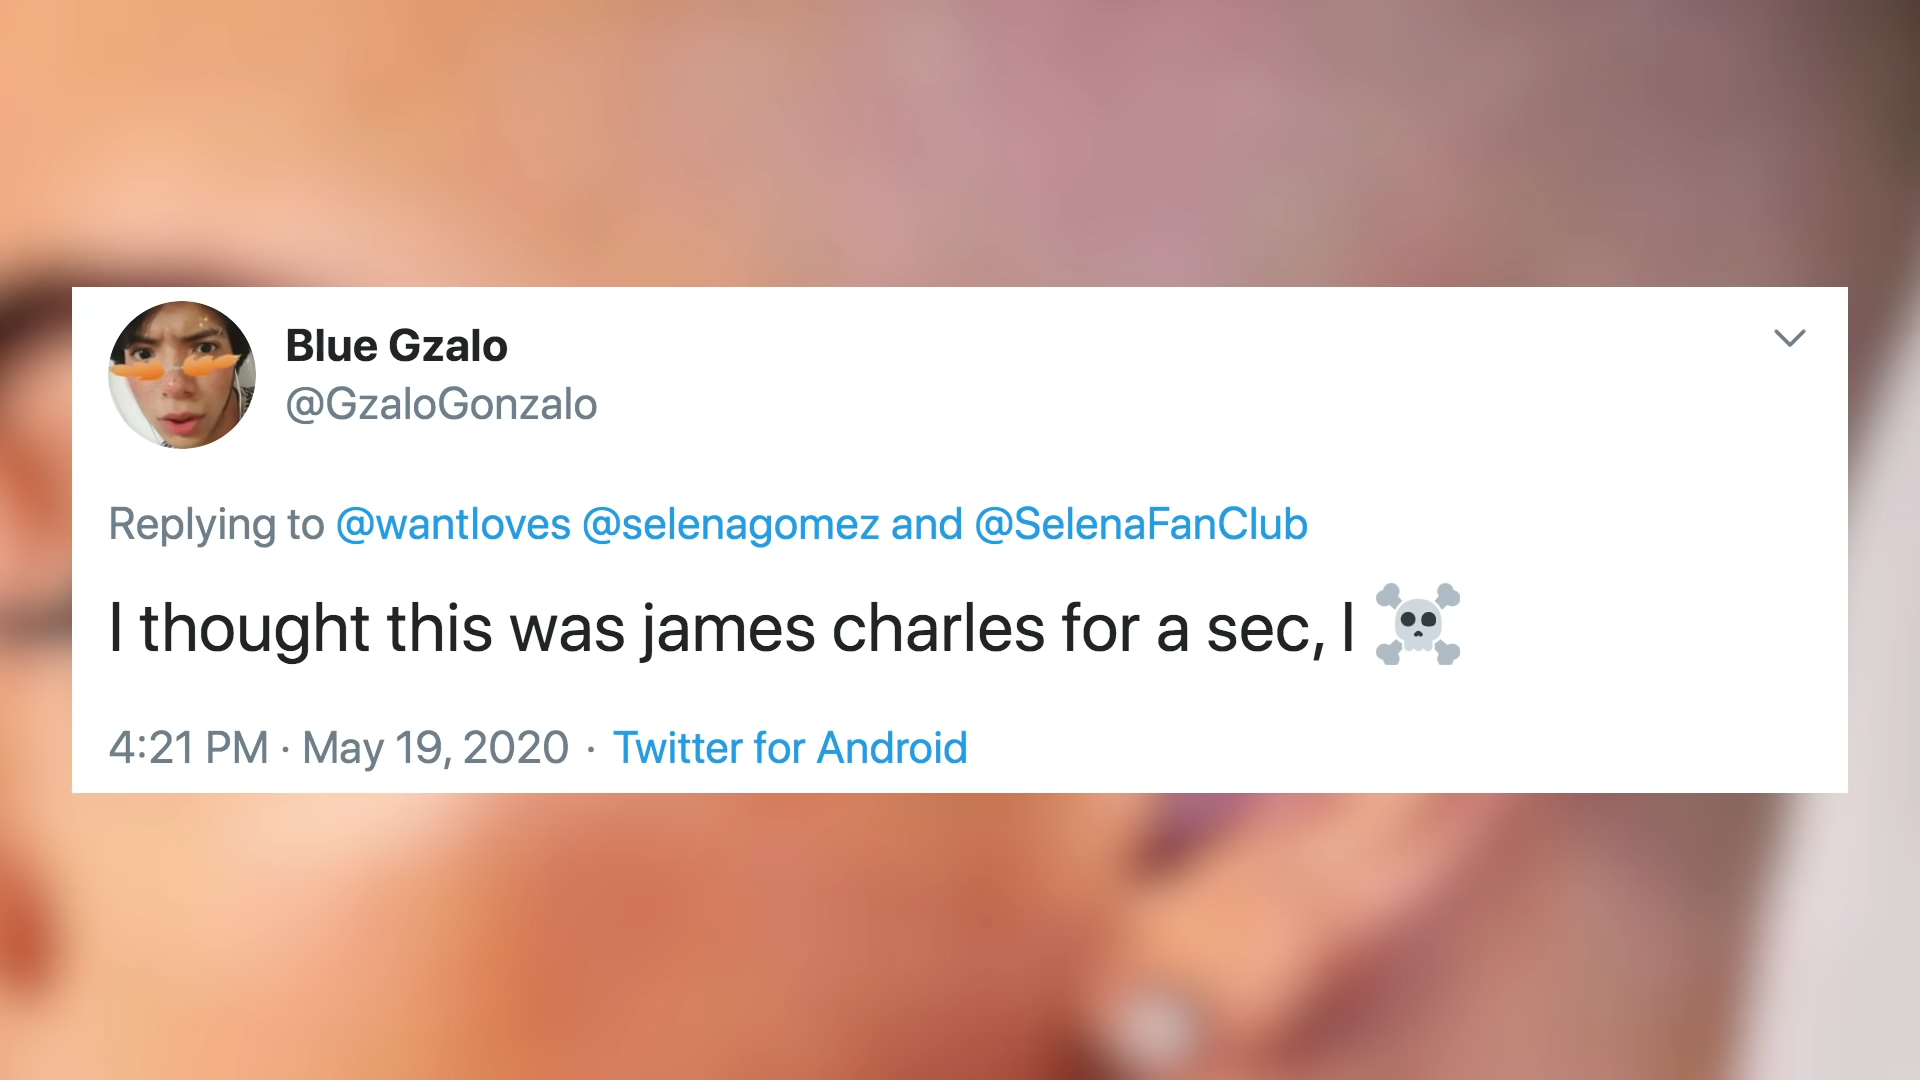 Blue Gzalo
@GzaloGonzalo
Replying to @wantloves @selenagomez and @SelenaFanClub
I thought this was james charles for a sec, I ☠️
4:21 PM · May 19, 2020 · Twitter for Android